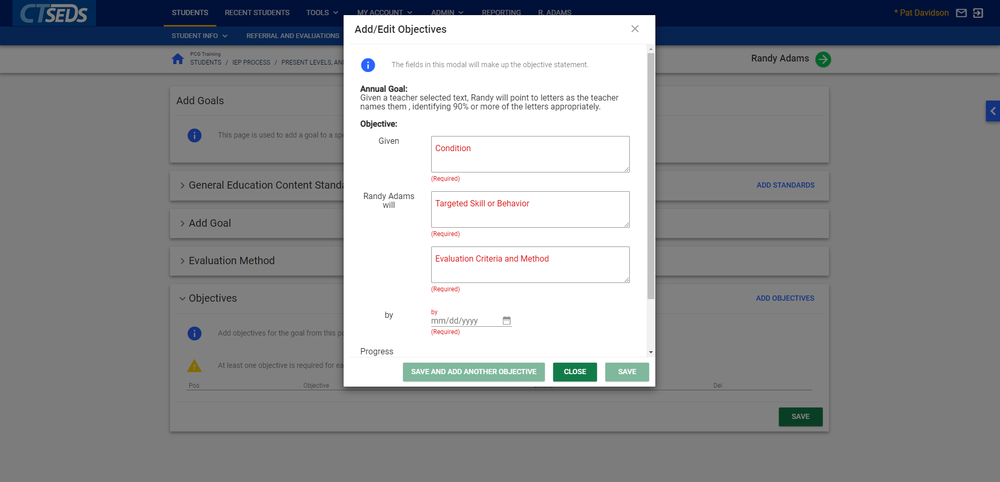 CTSEDS
STUDENTS
RECENT STUDENTS
TOOLS
MY ACCOUNT
ADMIN
REPORTING
R. ADAMS
* Pat Davidson
STUDENT INFO
REFERRAL AND EVALUATIONS
PCG Training
STUDENTS / IEP PROCESS / PRESENT LEVELS, AN
Randy Adams
Add Goals
This page is used to add a goal to a spe
General Education Content Standa
ADD STANDARDS
Add Goal
Evaluation Method
Objectives
ADD OBJECTIVES
Add objectives for the goal from this pa
At least one objective is required for ea
Pos
Objective
Del
SAVE
Add/Edit Objectives
The fields in this modal will make up the objective statement.
Annual Goal:
Given a teacher selected text, Randy will point to letters as the teacher
names them , identifying 90% or more of the letters appropriately.
Objective:
Given
Condition
(Required)
Randy Adams
will
Targeted Skill or Behavior
(Required)
Evaluation Criteria and Method
(Required)
by
by
mm/dd/yyyy
(Required)
Progress
SAVE AND ADD ANOTHER OBJECTIVE
CLOSE
SAVE